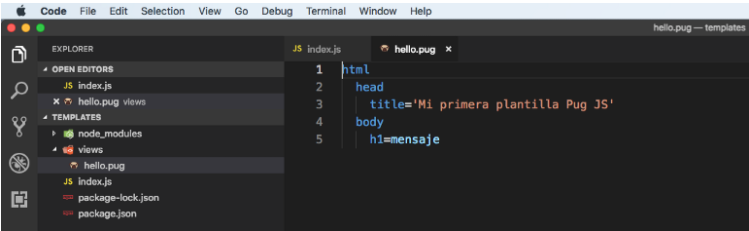 Code File Edit Selection View Go Debug Terminal Window Help
hello.pug — templates
EXPLORER
OPEN EDITORS
JS index.js
hello.pug views
TEMPLATES
node_modules
views
hello.pug
JS index.js
package-lock.json
package.json
JS index.js hello.pug ×
1 html
2 head
3 title='Mi primera plantilla Pug JS'
4 body
5 h1=mensaje